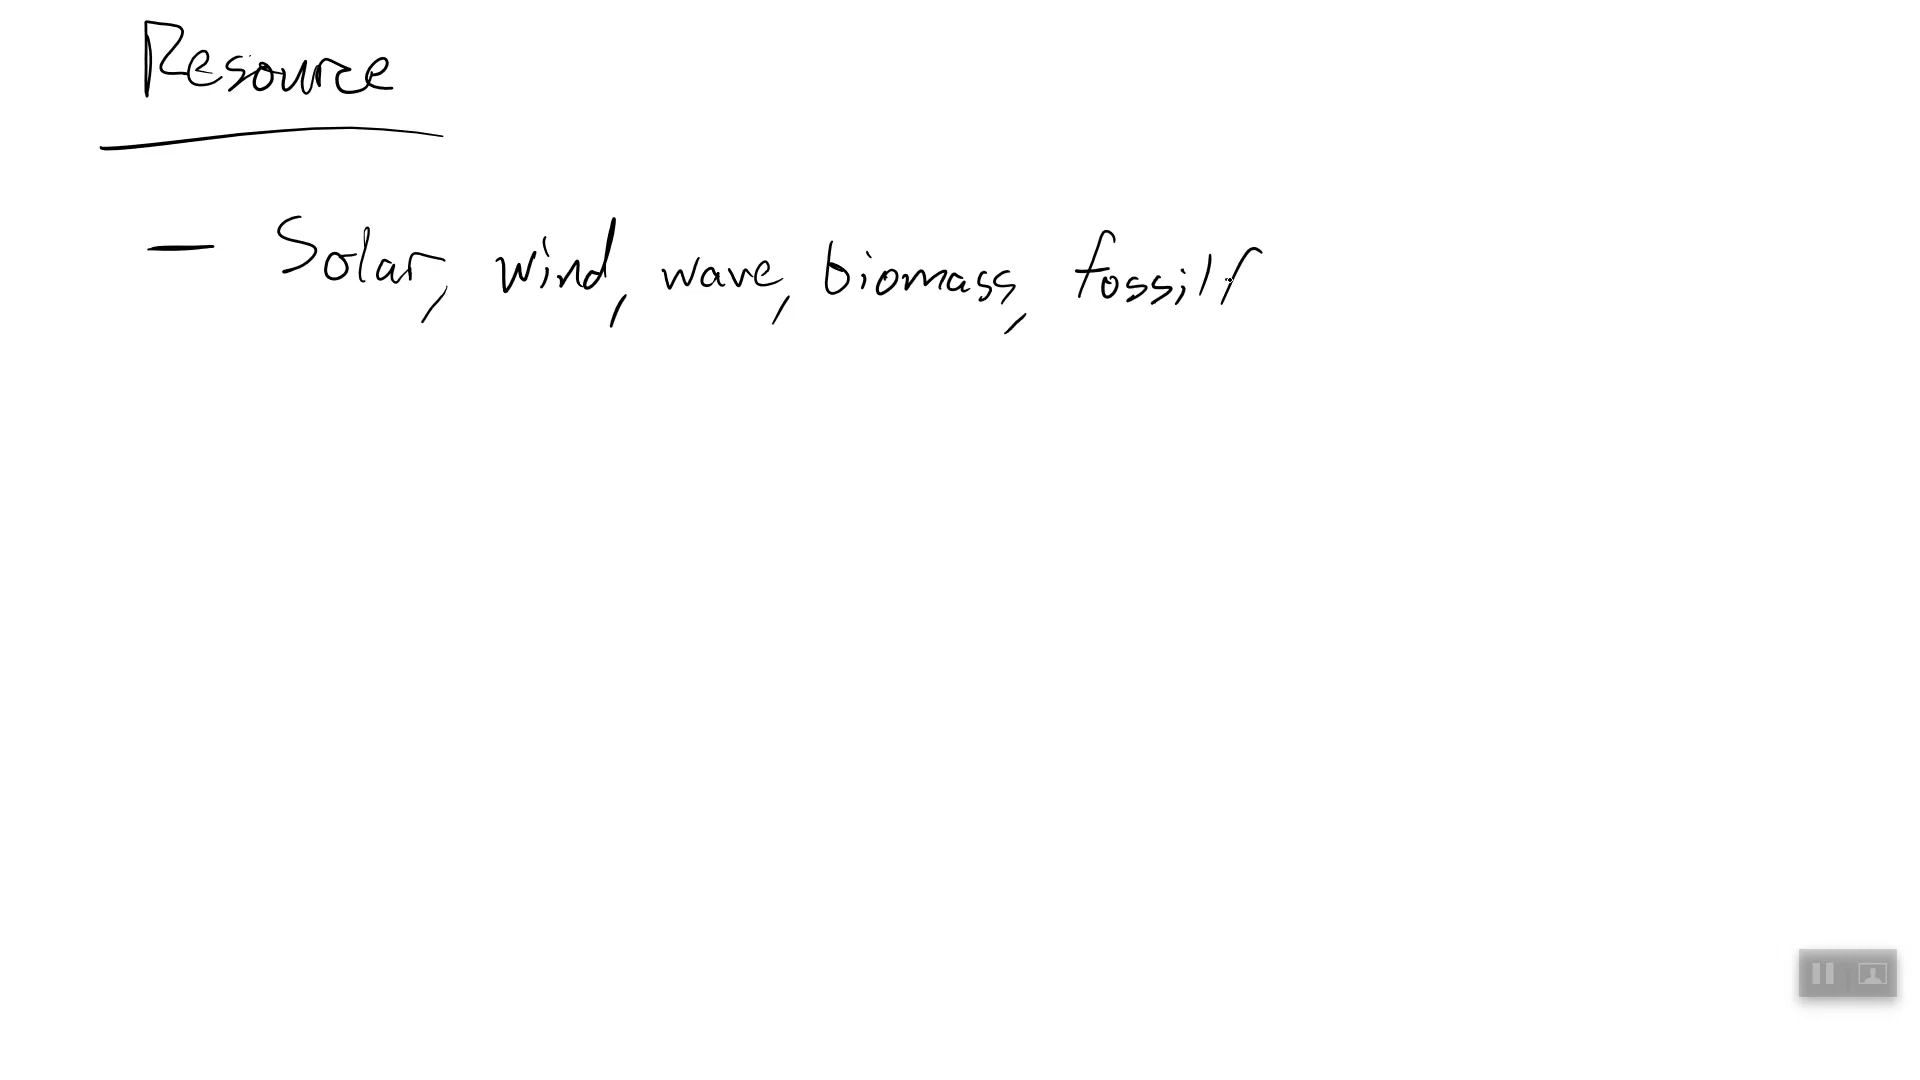 Resource
- Solar, wind, wave, biomass, fossil f